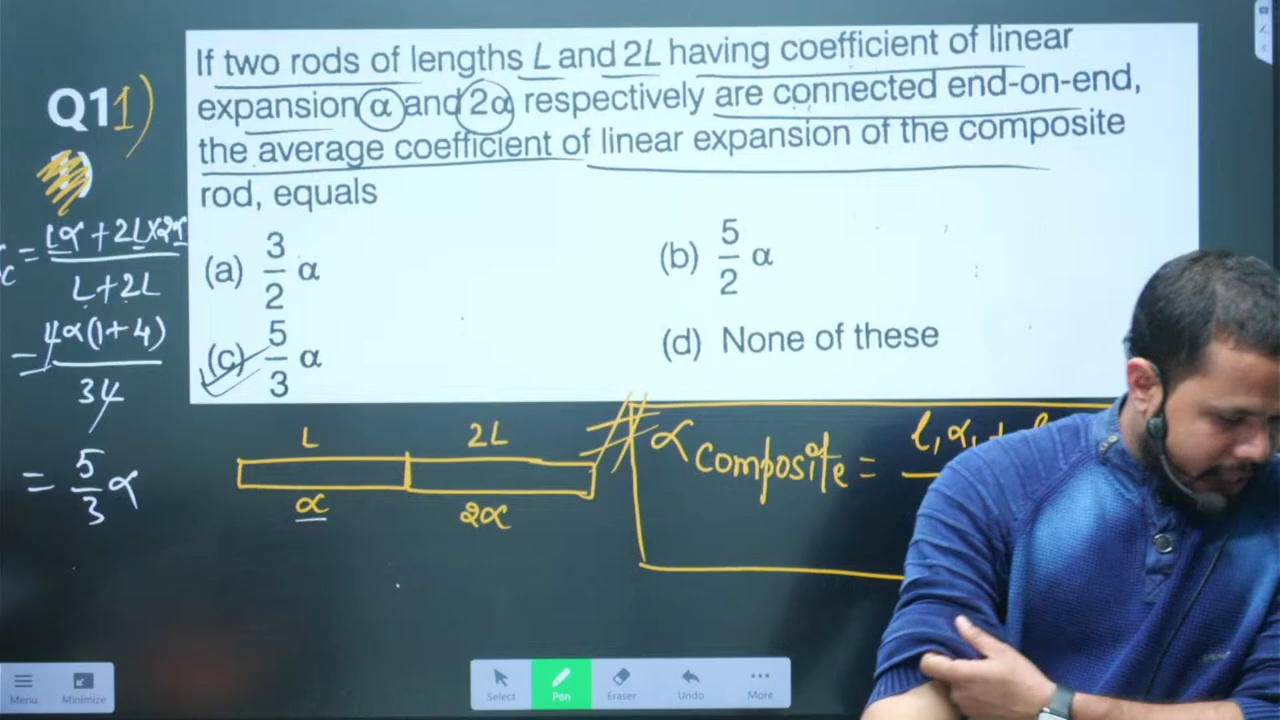 Q11)
If two rods of lengths L and 2L having coefficient of linear
expansion α and 2α respectively are connected end-on-end,
the average coefficient of linear expansion of the composite
rod, equals
(a) 3/2 α
(b) 5/2 α
(c) 5/3 α
(d) None of these
c = Lα + 2L×2α / L+2L
= Lα(1+4) / 3L
= 5/3 α
L 2L
α 2α
α composite = l₁α₁ +
Menu Minimize
Select Pen Eraser Undo More